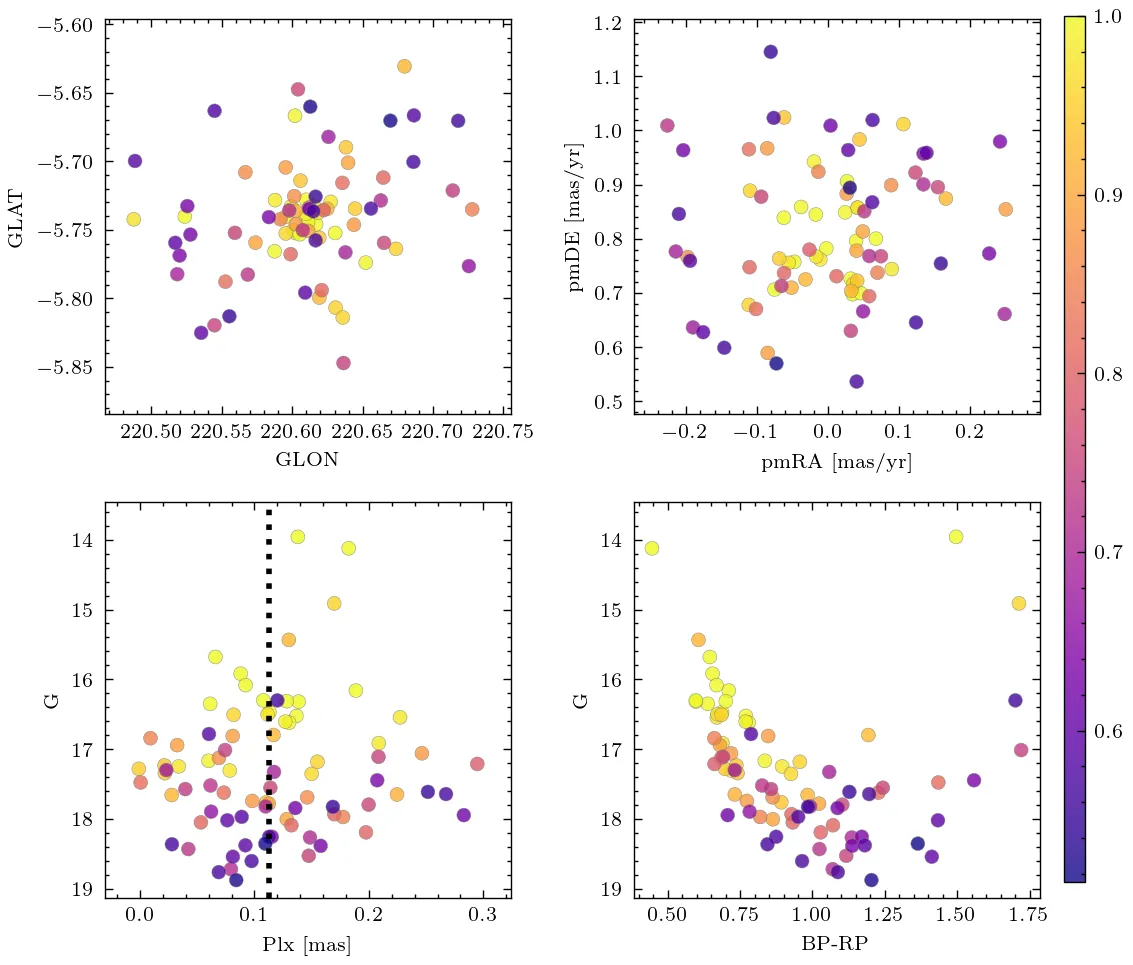 −5.60
−5.65
−5.70
−5.75
−5.80
−5.85
GLAT
220.50 220.55 220.60 220.65 220.70 220.75
GLON
1.2
1.1
1.0
0.9
0.8
0.7
0.6
0.5
pmDE [mas/yr]
−0.2 −0.1 0.0 0.1 0.2
pmRA [mas/yr]
1.0
0.9
0.8
0.7
0.6
14
15
16
17
18
19
G
0.0 0.1 0.2 0.3
Plx [mas]
14
15
16
17
18
19
G
0.50 0.75 1.00 1.25 1.50 1.75
BP-RP